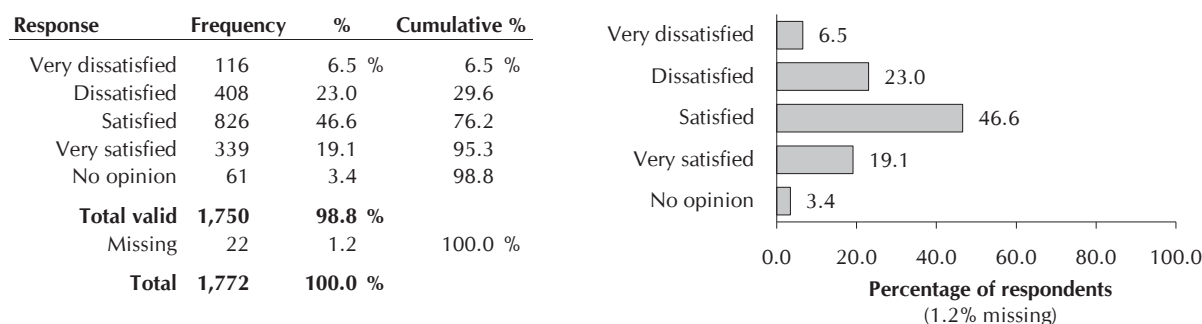 Response Frequency % Cumulative %
Very dissatisfied 116 6.5 % 6.5 %
Dissatisfied 408 23.0 29.6
Satisfied 826 46.6 76.2
Very satisfied 339 19.1 95.3
No opinion 61 3.4 98.8
Total valid 1,750 98.8 %
Missing 22 1.2 100.0 %
Total 1,772 100.0 %
Very dissatisfied 6.5
Dissatisfied 23.0
Satisfied 46.6
Very satisfied 19.1
No opinion 3.4
0.0 20.0 40.0 60.0 80.0 100.0
Percentage of respondents
(1.2% missing)